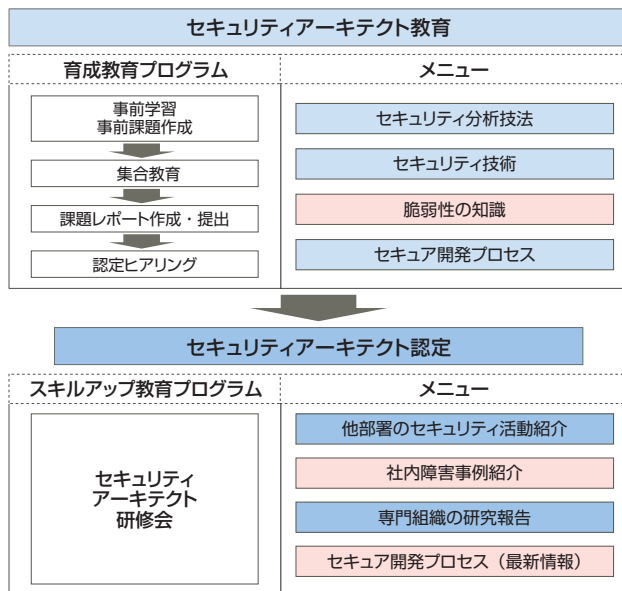 セキュリティアーキテクト教育
育成教育プログラム
メニュー
事前学習
事前課題作成
集合教育
課題レポート作成・提出
認定ヒアリング
セキュリティ分析技法
セキュリティ技術
脆弱性の知識
セキュア開発プロセス
セキュリティアーキテクト認定
スキルアップ教育プログラム
メニュー
セキュリティ
アーキテクト
研修会
他部署のセキュリティ活動紹介
社内障害事例紹介
専門組織の研究報告
セキュア開発プロセス（最新情報）